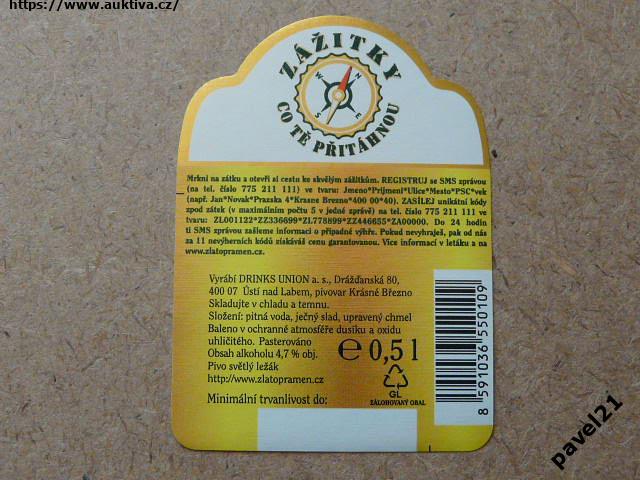 https://www.auktiva.cz/
ZÁŽITKY
N
W
S
E
CO TĚ PŘITÁHNOU
Mrkni na zátku a otevři si cestu ke skvělým zážitkům. REGISTRUJ se SMS zprávou
(na tel. číslo 775 211 111) ve tvaru: Jmeno*Prijmeni*Ulice*Mesto*PSC*vek
(např. Jan*Novak*Prazska 4*Krasne Brezno*400 00*40). ZASÍLEJ unikátní kódy
zpod zátek (v maximálním počtu 5 v jedné zprávě) na tel. číslo 775 211 111 ve
tvaru: ZL001122*ZZ336699*ZL778899*ZZ446655*ZA00000. Do 24 hodin
ti SMS zprávou zašleme informaci o případné výhře. Pokud nevyhraješ, pak od nás
za 11 nevýherních kódů získáváš cenu garantovanou. Více informací v letáku a na
www.zlatopramen.cz
Vyrábí DRINKS UNION a. s., Drážďanská 80,
400 07 Ústí nad Labem, pivovar Krásné Březno
Skladujte v chladu a temnu.
Složení: pitná voda, ječný slad, upravený chmel
Baleno v ochranné atmosféře dusíku a oxidu
uhličitého. Pasterováno
Obsah alkoholu 4,7 % obj.
Pivo světlý ležák
http://www.zlatopramen.cz
℮ 0,5 l
GL
ZÁLOHOVANÝ OBAL
Minimální trvanlivost do:
8 591036 550109
pavel21